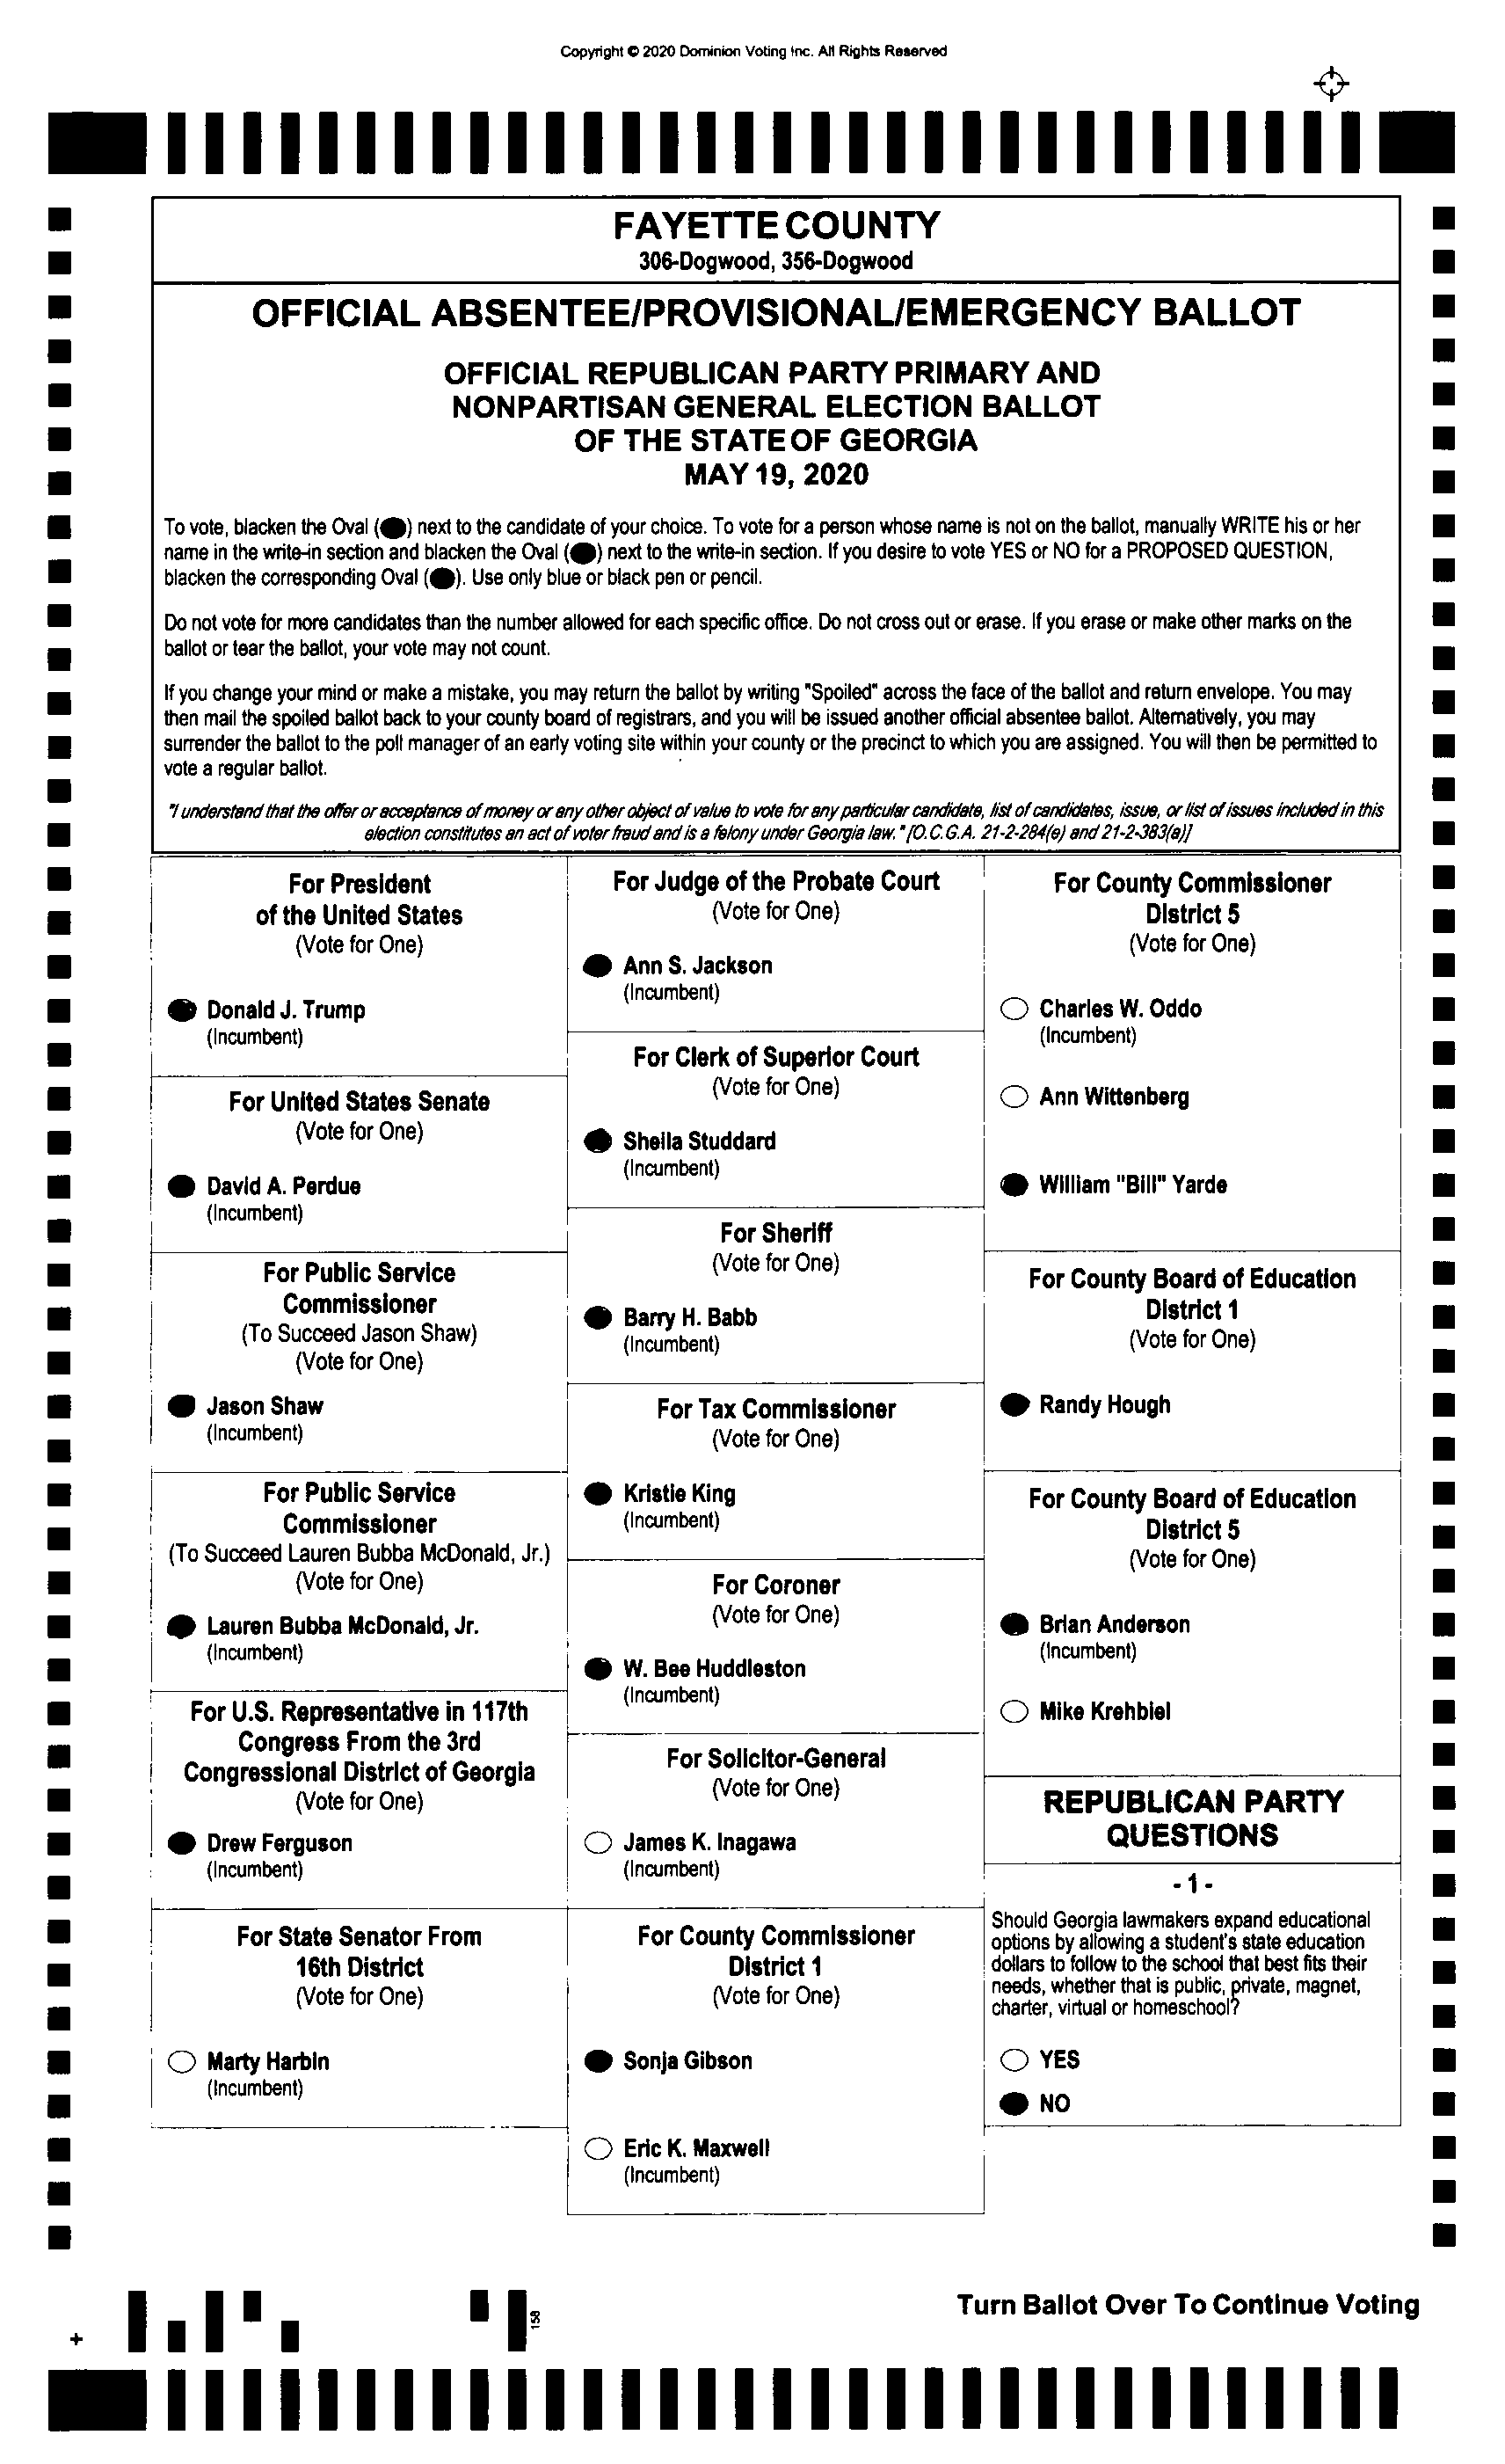 Copyright © 2020 Dominion Voting Inc. All Rights Reserved
FAYETTE COUNTY
306-Dogwood, 356-Dogwood
OFFICIAL ABSENTEE/PROVISIONAL/EMERGENCY BALLOT
OFFICIAL REPUBLICAN PARTY PRIMARY AND
NONPARTISAN GENERAL ELECTION BALLOT
OF THE STATE OF GEORGIA
MAY 19, 2020
To vote, blacken the Oval ( ) next to the candidate of your choice. To vote for a person whose name is not on the ballot, manually WRITE his or her
name in the write-in section and blacken the Oval ( ) next to the write-in section. If you desire to vote YES or NO for a PROPOSED QUESTION,
blacken the corresponding Oval ( ). Use only blue or black pen or pencil.
Do not vote for more candidates than the number allowed for each specific office. Do not cross out or erase. If you erase or make other marks on the
ballot or tear the ballot, your vote may not count.
If you change your mind or make a mistake, you may return the ballot by writing "Spoiled" across the face of the ballot and return envelope. You may
then mail the spoiled ballot back to your county board of registrars, and you will be issued another official absentee ballot. Alternatively, you may
surrender the ballot to the poll manager of an early voting site within your county or the precinct to which you are assigned. You will then be permitted to
vote a regular ballot.
"I understand that the offer or acceptance of money or any other object of value to vote for any particular candidate, list of candidates, issue, or list of issues included in this
election constitutes an act of voter fraud and is a felony under Georgia law." [O.C.G.A. 21-2-284(e) and 21-2-383(a)]
For President
of the United States
(Vote for One)
Donald J. Trump
(Incumbent)
For United States Senate
(Vote for One)
David A. Perdue
(Incumbent)
For Public Service
Commissioner
(To Succeed Jason Shaw)
(Vote for One)
Jason Shaw
(Incumbent)
For Public Service
Commissioner
(To Succeed Lauren Bubba McDonald, Jr.)
(Vote for One)
Lauren Bubba McDonald, Jr.
(Incumbent)
For U.S. Representative in 117th
Congress From the 3rd
Congressional District of Georgia
(Vote for One)
Drew Ferguson
(Incumbent)
For State Senator From
16th District
(Vote for One)
Marty Harbin
(Incumbent)
For Judge of the Probate Court
(Vote for One)
Ann S. Jackson
(Incumbent)
For Clerk of Superior Court
(Vote for One)
Sheila Studdard
(Incumbent)
For Sheriff
(Vote for One)
Barry H. Babb
(Incumbent)
For Tax Commissioner
(Vote for One)
Kristie King
(Incumbent)
For Coroner
(Vote for One)
W. Bee Huddleston
(Incumbent)
For Solicitor-General
(Vote for One)
James K. Inagawa
(Incumbent)
For County Commissioner
District 1
(Vote for One)
Sonja Gibson
Eric K. Maxwell
(Incumbent)
For County Commissioner
District 5
(Vote for One)
Charles W. Oddo
(Incumbent)
Ann Wittenberg
William "Bill" Yarde
For County Board of Education
District 1
(Vote for One)
Randy Hough
For County Board of Education
District 5
(Vote for One)
Brian Anderson
(Incumbent)
Mike Krehbiel
REPUBLICAN PARTY
QUESTIONS
- 1 -
Should Georgia lawmakers expand educational
options by allowing a student's state education
dollars to follow to the school that best fits their
needs, whether that is public, private, magnet,
charter, virtual or homeschool?
YES
NO
158
Turn Ballot Over To Continue Voting